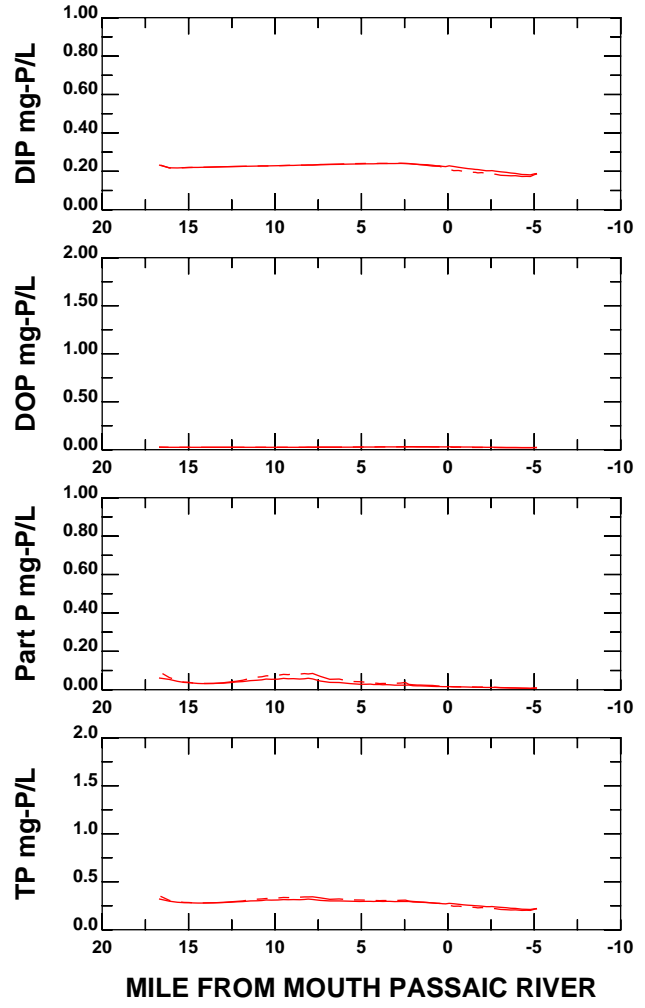 DIP mg-P/L
1.00
0.80
0.60
0.40
0.20
0.00
20 15 10 5 0 -5 -10
DOP mg-P/L
2.00
1.50
1.00
0.50
0.00
20 15 10 5 0 -5 -10
Part P mg-P/L
1.00
0.80
0.60
0.40
0.20
0.00
20 15 10 5 0 -5 -10
TP mg-P/L
2.0
1.5
1.0
0.5
0.0
20 15 10 5 0 -5 -10
MILE FROM MOUTH PASSAIC RIVER